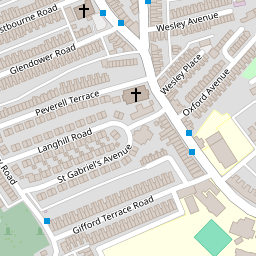 stbourne Road
Wesley Avenue
Glendower Road
Wesley Place
Oxford Avenue
Peverell Terrace
Langhill Road
St Gabriel's Avenue
Road
Gifford Terrace Road